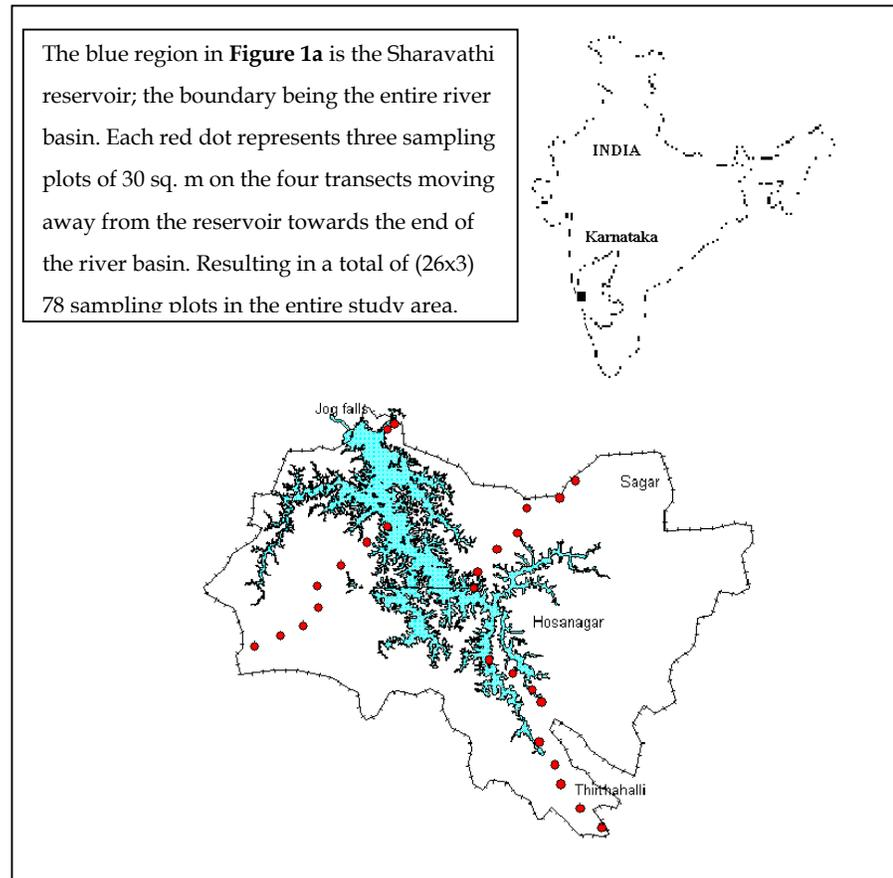 The blue region in Figure 1a is the Sharavathi
reservoir; the boundary being the entire river
basin. Each red dot represents three sampling
plots of 30 sq. m on the four transects moving
away from the reservoir towards the end of
the river basin. Resulting in a total of (26x3)
78 sampling plots in the entire study area.
INDIA
Karnataka
Jog falls
Sagar
Hosanagar
Thirthahalli